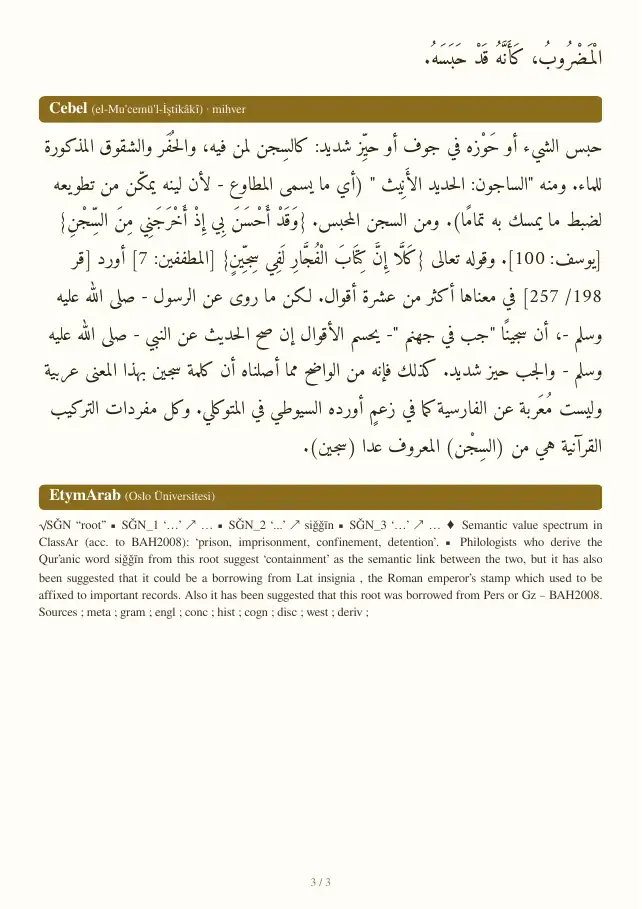 الْمَضْرُوبُ، كَأَنَّهُ قَدْ حَبَسَهُ.
Cebel (el-Mu'cemü'l-İştikâkî) · mihver
حبس الشيء أو حَوْزه في جوف أو حيِّز شديد: كالسِجن لمن فيه، والحُفَر والشقوق المذكورة
للماء. ومنه "الساجون: الحديد الأَنِيث " (أي ما يسمى المطاوع - لأن لينه يمكّن من تطويعه
لضبط ما يمسك به تمامًا). ومن السجن المحبس. {وَقَدْ أَحْسَنَ بِي إِذْ أَخْرَجَنِي مِنَ السِّجْنِ}
[يوسف: 100]. وقوله تعالى {كَلَّا إِنَّ كِتَابَ الْفُجَّارِ لَفِي سِجِّينٍ} [المطففين: 7] أورد [قر
198/ 257] في معناها أكثر من عشرة أقوال. لكن ما روى عن الرسول - صلى الله عليه
وسلم -، أن سجينًا "جب في جهنم "- يحسم الأقوال إن صح الحديث عن النبي - صلى الله عليه
وسلم - والجب حيز شديد. كذلك فإنه من الواضح مما أصلناه أن كلمة سجين بهذا المعنى عربية
وليست مُعَربة عن الفارسية كما في زعمٍ أورده السيوطي في المتوكلي. وكل مفردات التركيب
القرآنية هي من (السِجْن) المعروف عدا (سجين).
EtymArab (Oslo Üniversitesi)
√SǦN “root” ▪ SǦN_1 ‘…’ ↗ … ▪ SǦN_2 ‘...’ ↗ siǧǧīn ▪ SǦN_3 ‘…’ ↗ … ♦ Semantic value spectrum in
ClassAr (acc. to BAH2008): ‘prison, imprisonment, confinement, detention’. ▪ Philologists who derive the
Qurʾanic word siǧǧīn from this root suggest ‘containment’ as the semantic link between the two, but it has also
been suggested that it could be a borrowing from Lat insignia , the Roman emperor’s stamp which used to be
affixed to important records. Also it has been suggested that this root was borrowed from Pers or Gz – BAH2008.
Sources ; meta ; gram ; engl ; conc ; hist ; cogn ; disc ; west ; deriv ;
3 / 3